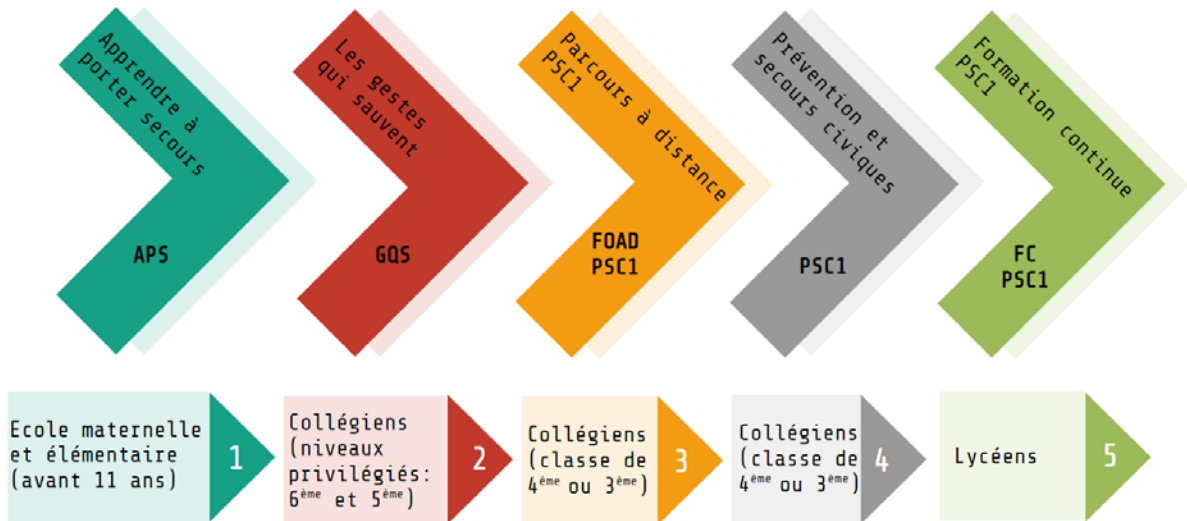 Apprendre à
porter secours
APS
Les gestes
qui sauvent
GQS
Parcours à distance
PSC1
FOAD
PSC1
Prévention et
secours civiques
PSC1
Formation continue
PSC1
FC
PSC1
Ecole maternelle
et élémentaire
(avant 11 ans)
1
Collégiens
(niveaux
privilégiés:
6ème et 5ème)
2
Collégiens
(classe de
4ème ou 3ème)
3
Collégiens
(classe de
4ème ou 3ème)
4
Lycéens
5